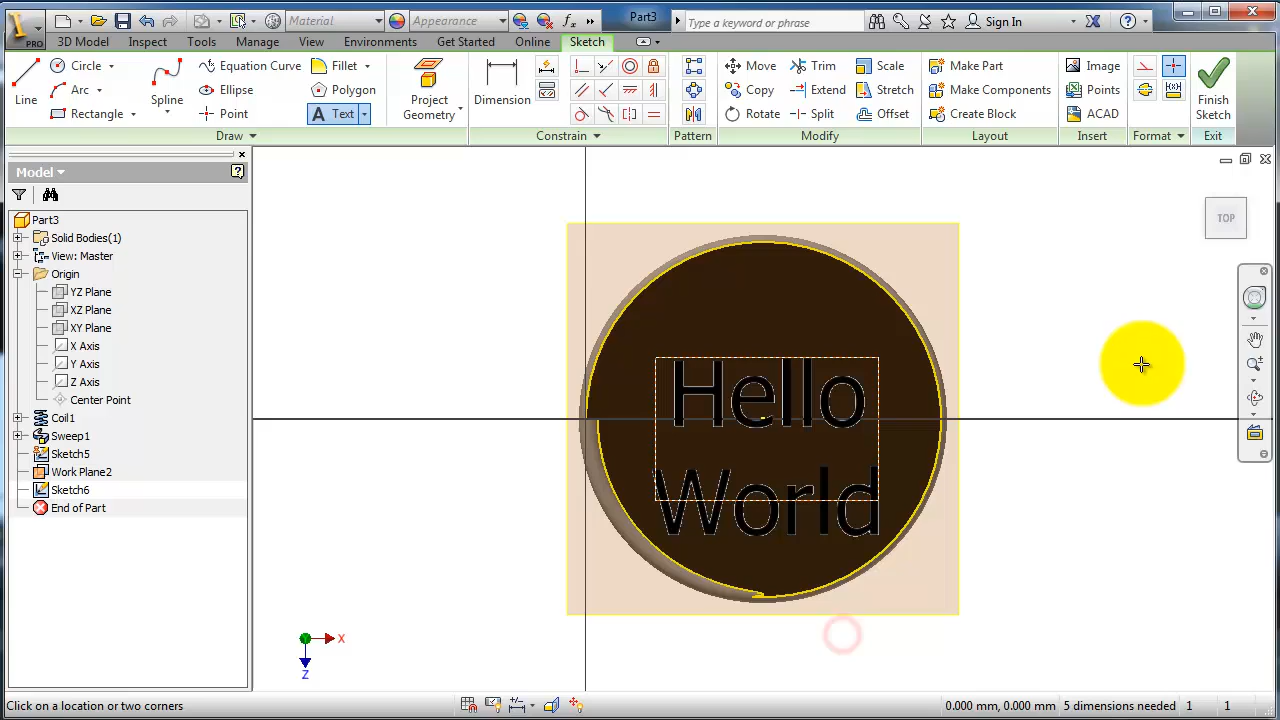 PRO
Material
Appearance
Part3
Type a keyword or phrase
Sign In
3D Model
Inspect
Tools
Manage
View
Environments
Get Started
Online
Sketch
Line
Circle
Arc
Rectangle
Spline
Equation Curve
Ellipse
Point
Fillet
Polygon
A Text
Project Geometry
Dimension
Move
Copy
Rotate
Trim
Extend
Split
Scale
Stretch
Offset
Make Part
Make Components
Create Block
Image
Points
ACAD
Finish Sketch
Draw
Constrain
Pattern
Modify
Layout
Insert
Format
Exit
Model
Part3
Solid Bodies(1)
View: Master
Origin
YZ Plane
XZ Plane
XY Plane
X Axis
Y Axis
Z Axis
Center Point
Coil1
Sweep1
Sketch5
Work Plane2
Sketch6
End of Part
TOP
Hello
World
X
Z
Click on a location or two corners
0.000 mm, 0.000 mm
5 dimensions needed
1
1